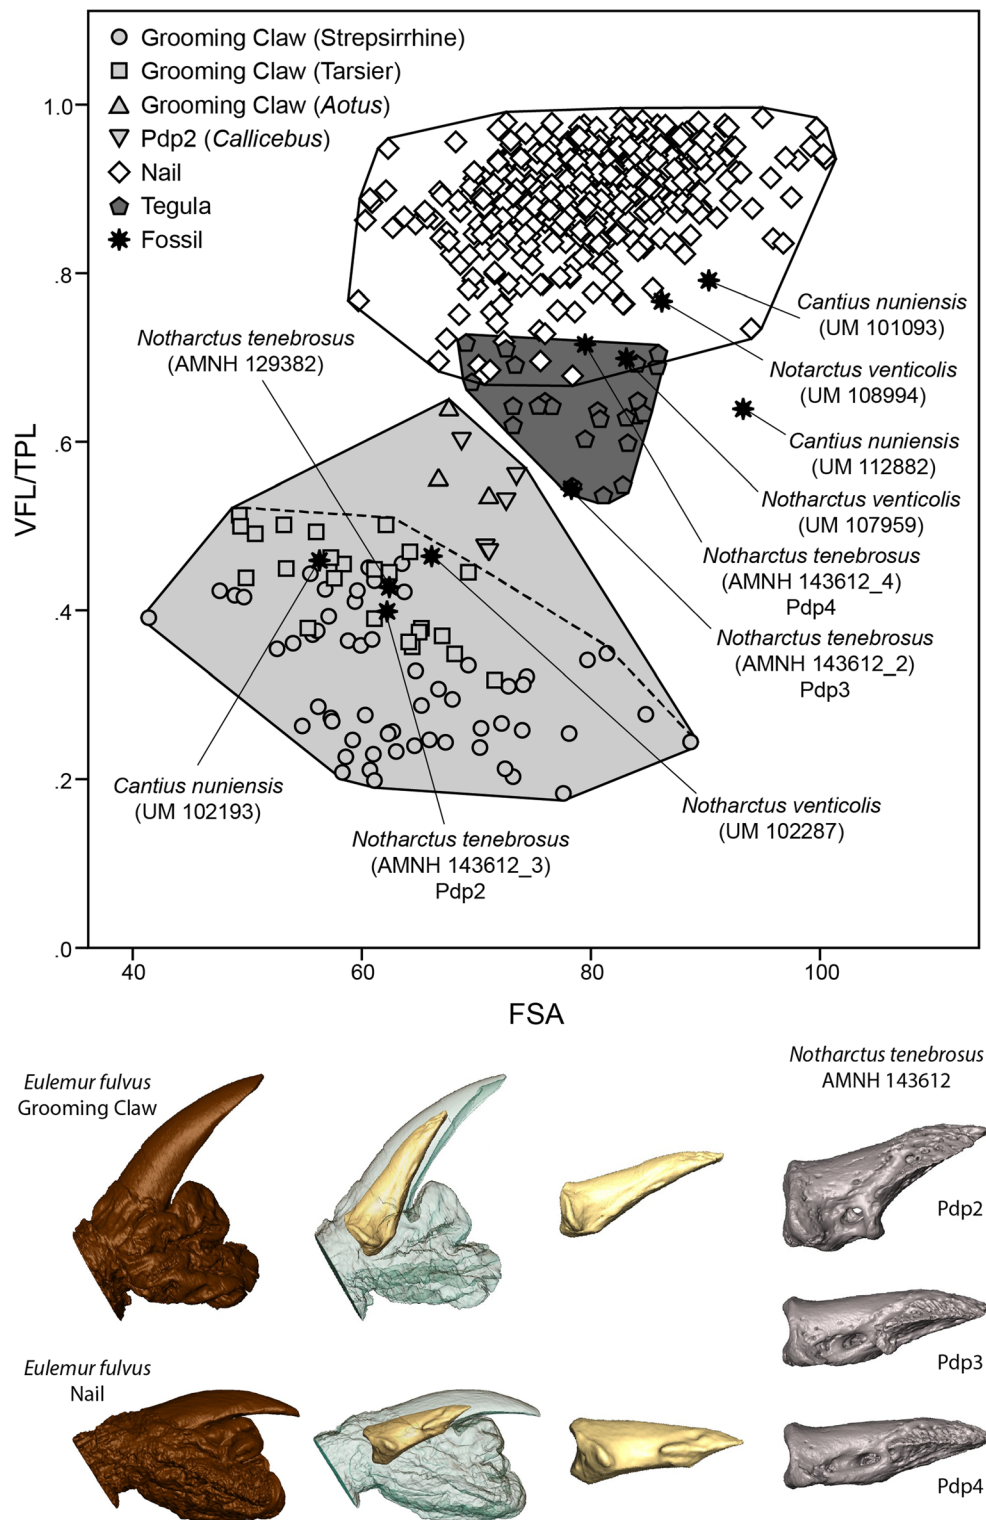 Grooming Claw (Strepsirrhine)
Grooming Claw (Tarsier)
Grooming Claw (Aotus)
Pdp2 (Callicebus)
Nail
Tegula
Fossil
1.0
.8
.6
.4
.2
.0
VFL/TPL
40
60
80
100
FSA
Notharctus tenebrosus
(AMNH 129382)
Cantius nuniensis
(UM 101093)
Notarctus venticolis
(UM 108994)
Cantius nuniensis
(UM 112882)
Notharctus venticolis
(UM 107959)
Notharctus tenebrosus
(AMNH 143612_4)
Pdp4
Notharctus tenebrosus
(AMNH 143612_2)
Pdp3
Cantius nuniensis
(UM 102193)
Notharctus tenebrosus
(AMNH 143612_3)
Pdp2
Notharctus venticolis
(UM 102287)
Eulemur fulvus
Grooming Claw
Notharctus tenebrosus
AMNH 143612
Pdp2
Pdp3
Eulemur fulvus
Nail
Pdp4